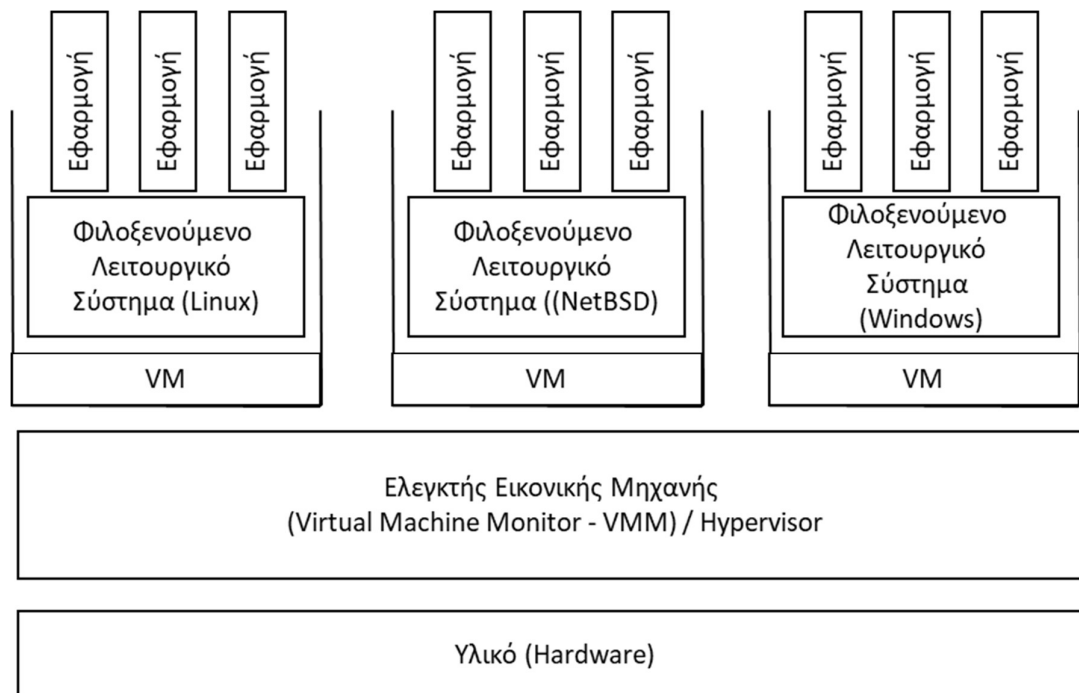 Εφαρμογή
Εφαρμογή
Εφαρμογή
Εφαρμογή
Εφαρμογή
Εφαρμογή
Εφαρμογή
Εφαρμογή
Εφαρμογή
Φιλοξενούμενο
Λειτουργικό
Σύστημα (Linux)
Φιλοξενούμενο
Λειτουργικό
Σύστημα ((NetBSD)
Φιλοξενούμενο
Λειτουργικό
Σύστημα
(Windows)
VM
VM
VM
Ελεγκτής Εικονικής Μηχανής
(Virtual Machine Monitor - VMM) / Hypervisor
Υλικό (Hardware)